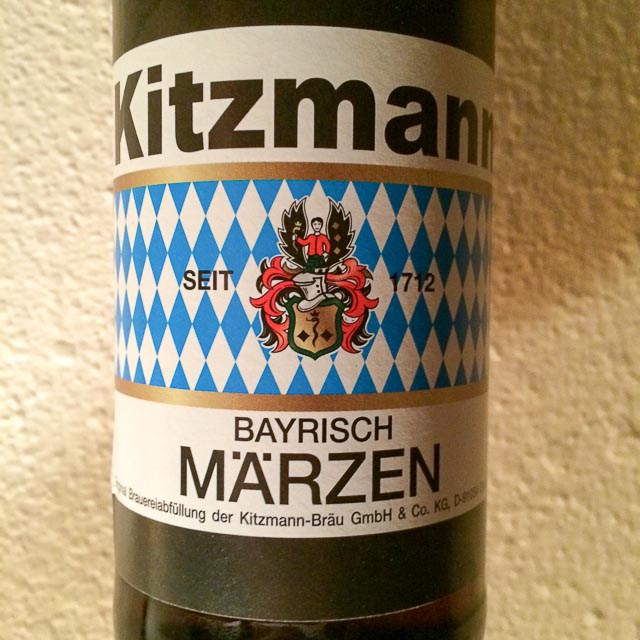 Kitzmann
SEIT 1712
BAYRISCH
MÄRZEN
Brauereiabfüllung der Kitzmann-Bräu GmbH & Co. KG,